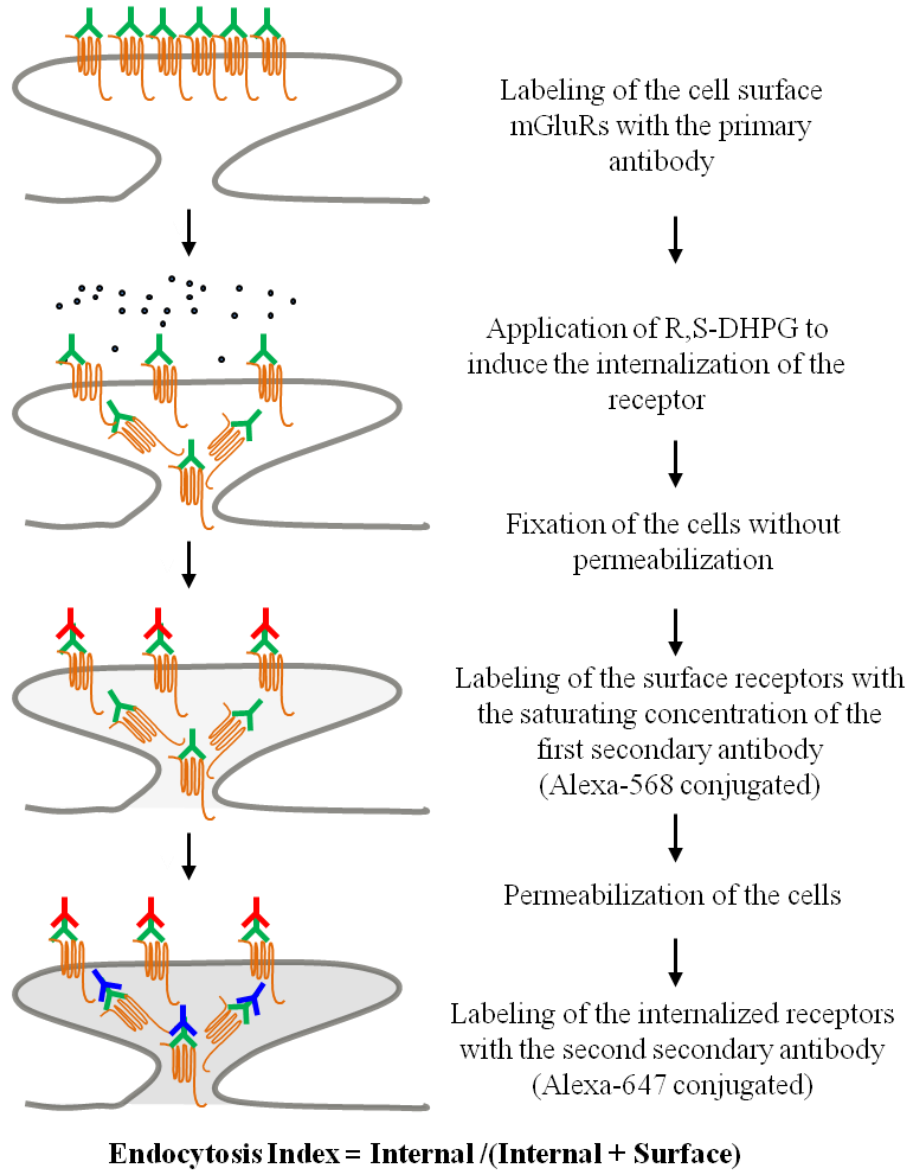 Labeling of the cell surface
mGluRs with the primary
antibody
Application of R,S-DHPG to
induce the internalization of the
receptor
Fixation of the cells without
permeabilization
Labeling of the surface receptors with
the saturating concentration of the
first secondary antibody
(Alexa-568 conjugated)
Permeabilization of the cells
Labeling of the internalized receptors
with the second secondary antibody
(Alexa-647 conjugated)
Endocytosis Index = Internal /(Internal + Surface)